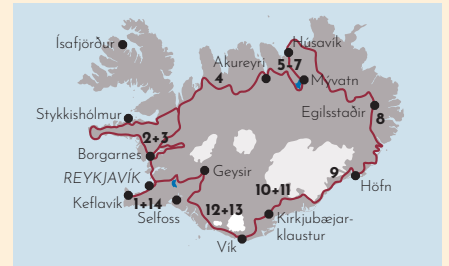 Ísafjörður
Húsavík
Akureyri
5-7
4
Mývatn
Stykkishólmur
Egilsstaðir
8
2+3
Borgarnes
REYKJAVÍK
Geysir
9
Höfn
Keflavík
1+14
10+11
Selfoss
12+13
Kirkjubæjar-
klaustur
Vík